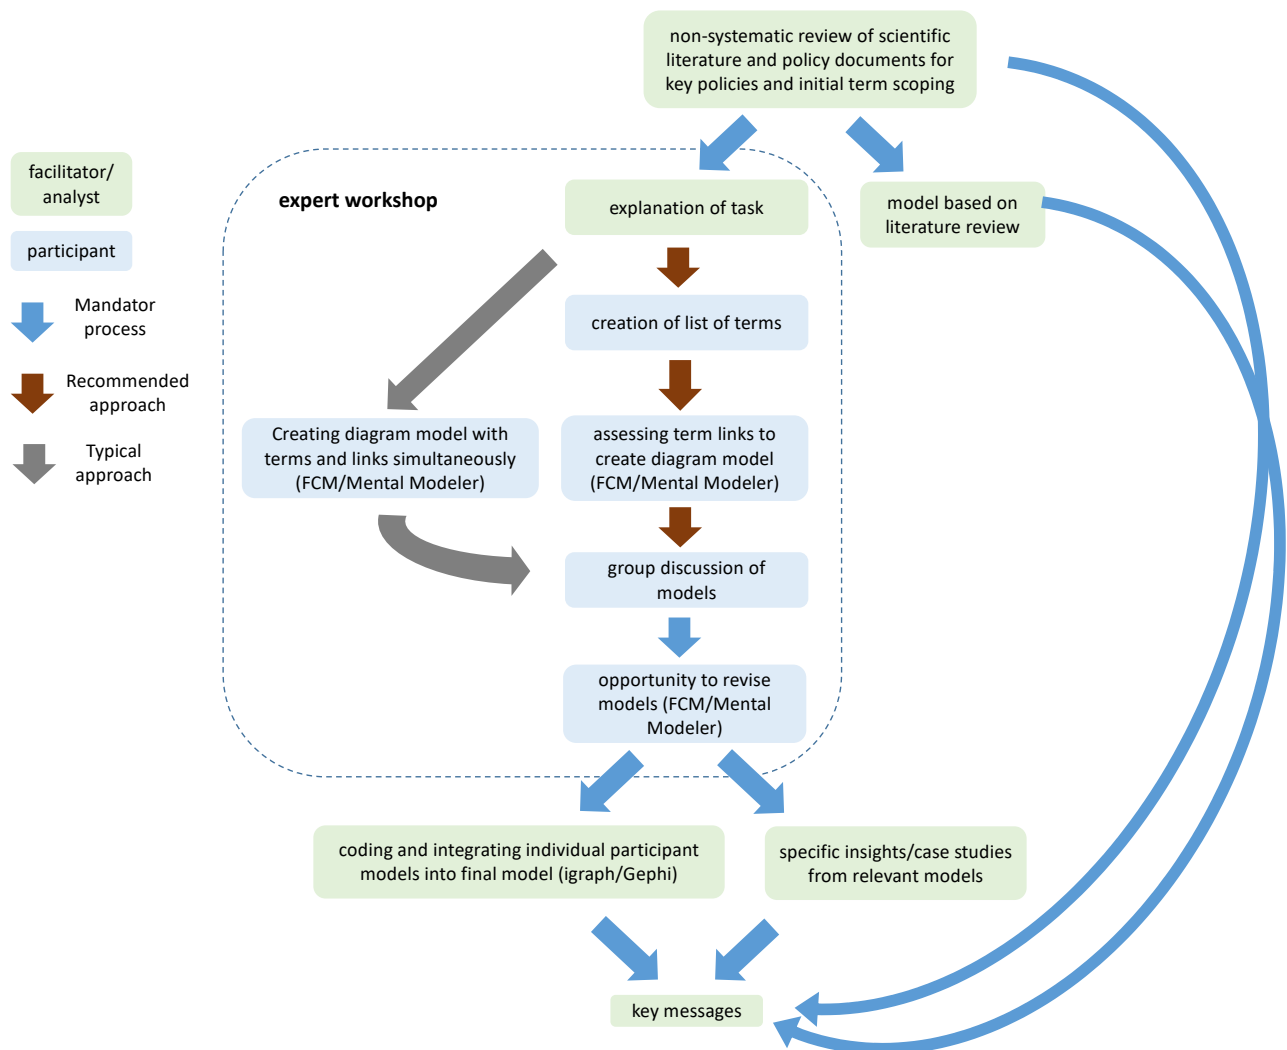 non-systematic review of scientific
literature and policy documents for
key policies and initial term scoping
facilitator/
analyst
participant
Mandator
process
Recommended
approach
Typical
approach
expert workshop
explanation of task
model based on
literature review
creation of list of terms
Creating diagram model with
terms and links simultaneously
(FCM/Mental Modeler)
assessing term links to
create diagram model
(FCM/Mental Modeler)
group discussion of
models
opportunity to revise
models (FCM/Mental
Modeler)
coding and integrating individual participant
models into final model (igraph/Gephi)
specific insights/case studies
from relevant models
key messages